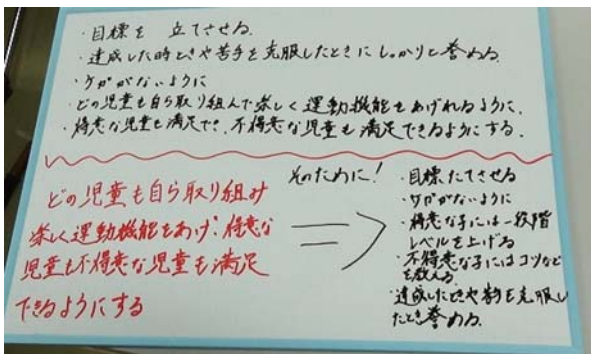 ・目標を 立てさせる
・達成した時ときや苦手を克服したときにしっかりと誉める
・ケガがないように
・どの児童も自ら取り組んで楽しく運動機能をあげれるように、
・得意な児童も満足でき、不得意な児童も満足できるようにする。
どの児童も自ら取り組み
楽しく運動機能をあげ、得意な
児童も不得意な児童も満足
できるようにする
そのために!
・目標たてさせる
・ケガがないように
・得意な子には一段階
レベルを上げる
・不得意な子にはコツなど
を教える
・達成したときや苦手を克服し
たとき誉める